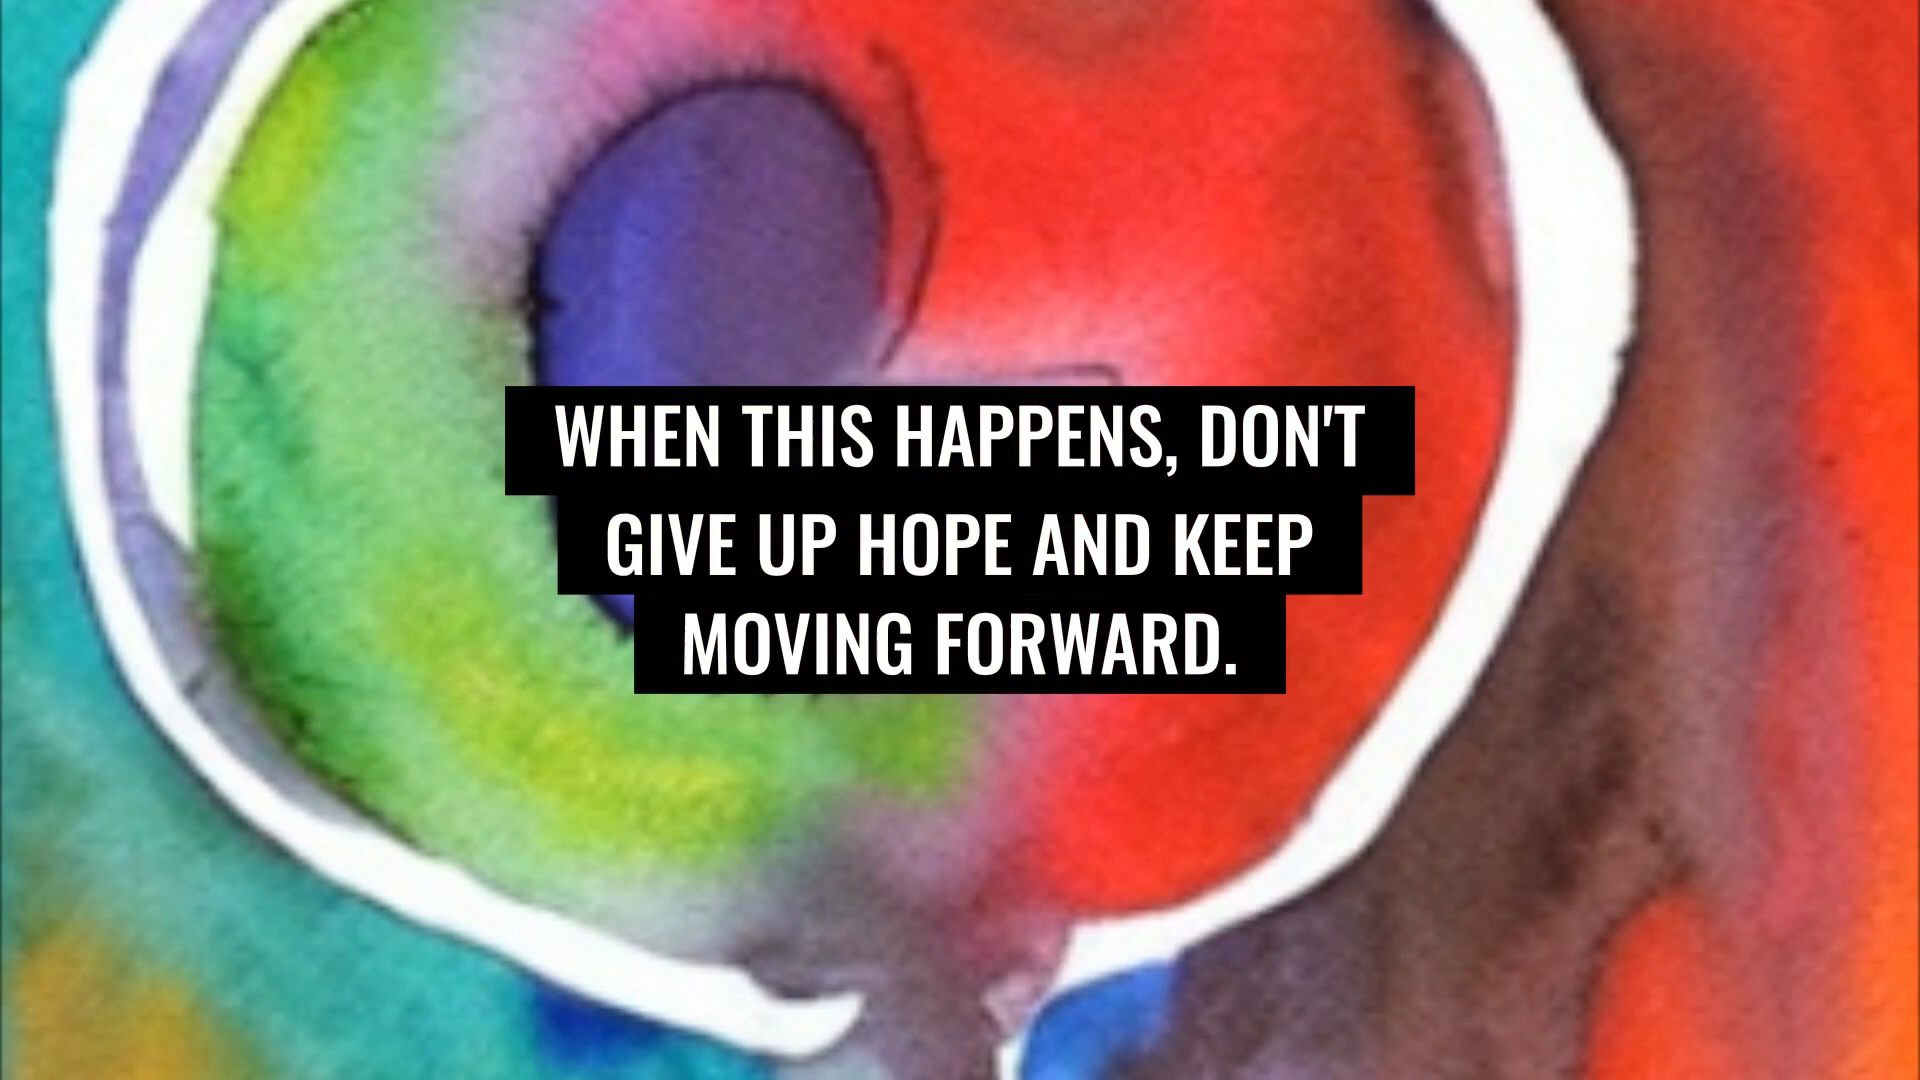 WHEN THIS HAPPENS, DON'T
GIVE UP HOPE AND KEEP
MOVING FORWARD.